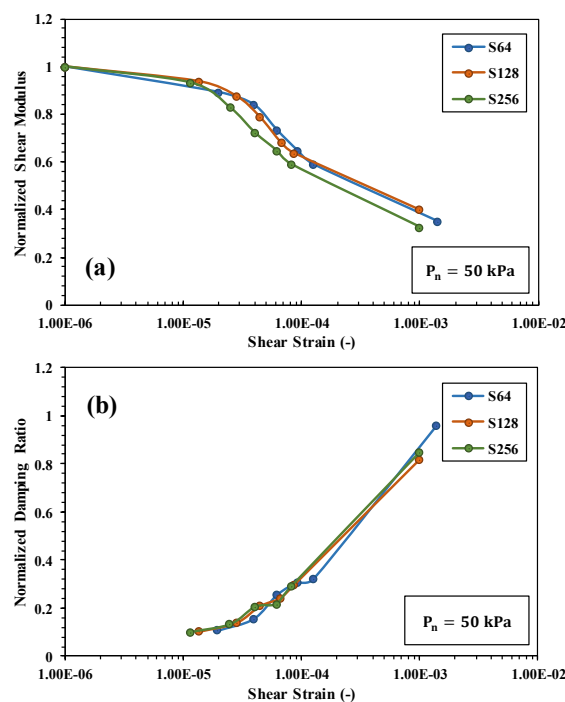 1.2
1
0.8
0.6
0.4
0.2
0
Normalized Shear Modulus
S64
S128
S256
(a)
Pn = 50 kPa
1.00E-06 1.00E-05 1.00E-04 1.00E-03 1.00E-02
Shear Strain (-)
1.2
1
0.8
0.6
0.4
0.2
0
Normalized Damping Ratio
(b)
S64
S128
S256
Pn = 50 kPa
1.00E-06 1.00E-05 1.00E-04 1.00E-03 1.00E-02
Shear Strain (-)